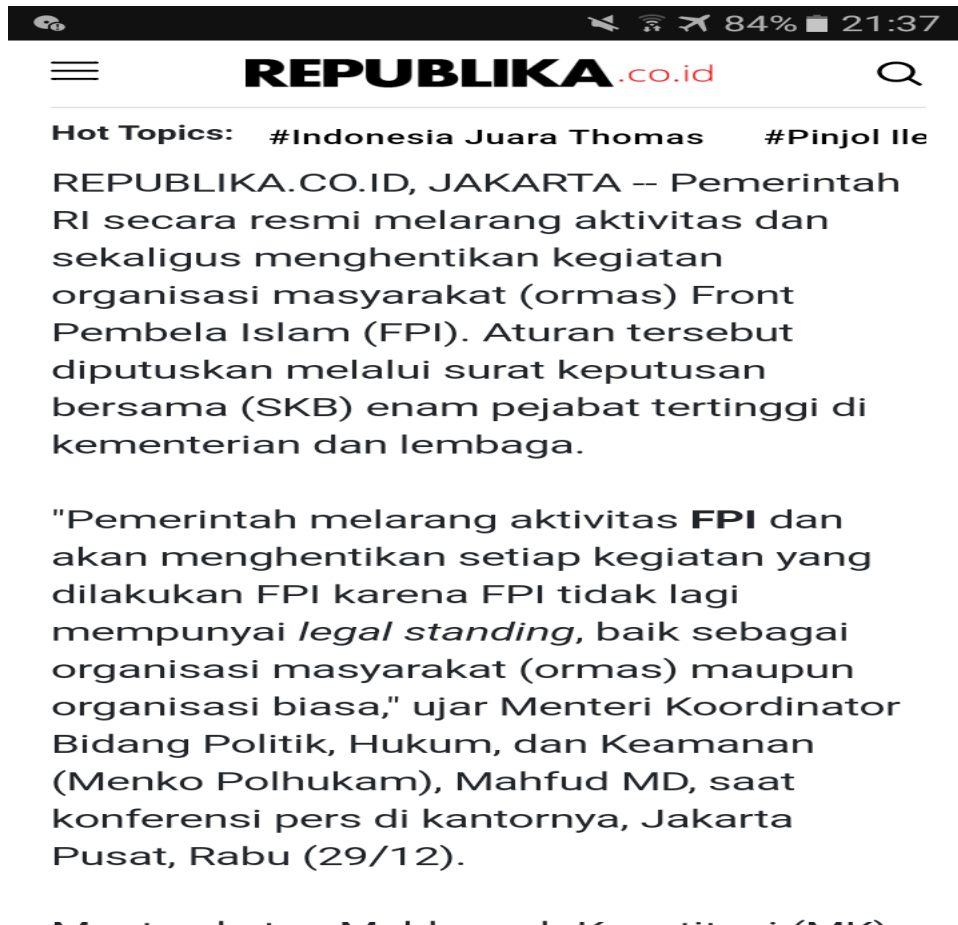 84% 21:37
REPUBLIKA.co.id
Hot Topics: #Indonesia Juara Thomas #Pinjol Ile
REPUBLIKA.CO.ID, JAKARTA -- Pemerintah
RI secara resmi melarang aktivitas dan
sekaligus menghentikan kegiatan
organisasi masyarakat (ormas) Front
Pembela Islam (FPI). Aturan tersebut
diputuskan melalui surat keputusan
bersama (SKB) enam pejabat tertinggi di
kementerian dan lembaga.
"Pemerintah melarang aktivitas FPI dan
akan menghentikan setiap kegiatan yang
dilakukan FPI karena FPI tidak lagi
mempunyai legal standing, baik sebagai
organisasi masyarakat (ormas) maupun
organisasi biasa," ujar Menteri Koordinator
Bidang Politik, Hukum, dan Keamanan
(Menko Polhukam), Mahfud MD, saat
konferensi pers di kantornya, Jakarta
Pusat, Rabu (29/12).